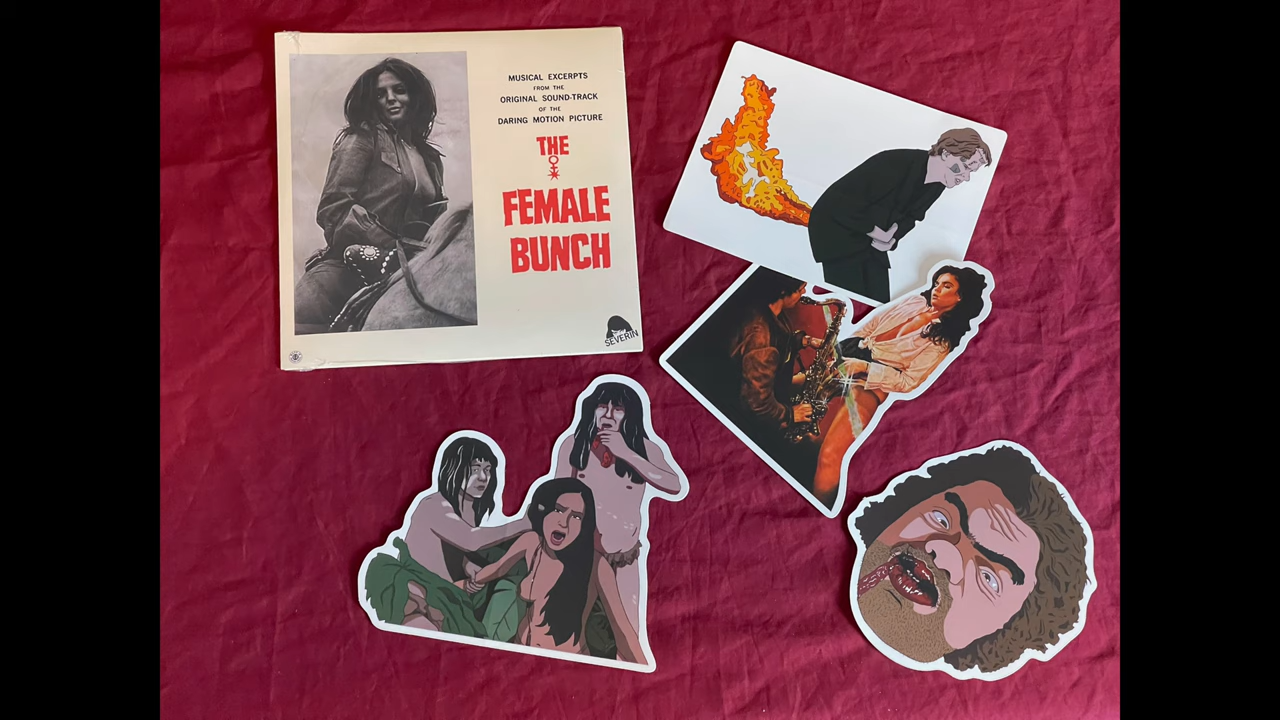 MUSICAL EXCERPTS
FROM THE
ORIGINAL SOUND-TRACK
OF THE
DARING MOTION PICTURE
THE
FEMALE
BUNCH
SEVERIN